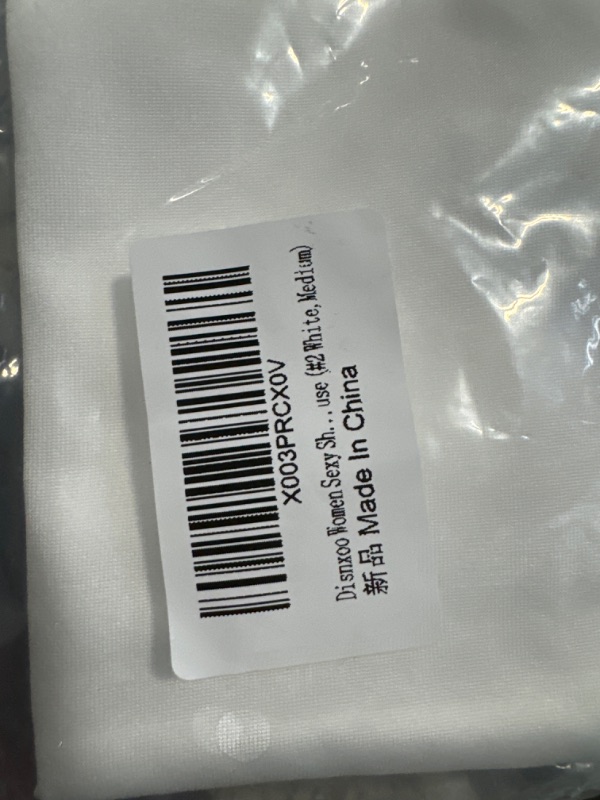 X003PRCX0V
Disnxoo Women Sexy Sh...use (#2 White, Medium)
新品 Made In China